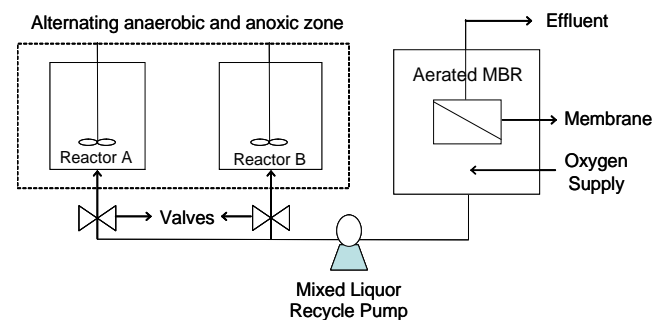 Alternating anaerobic and anoxic zone
Effluent
Aerated MBR
Membrane
Reactor A
Reactor B
Oxygen
Supply
Valves
Mixed Liquor
Recycle Pump